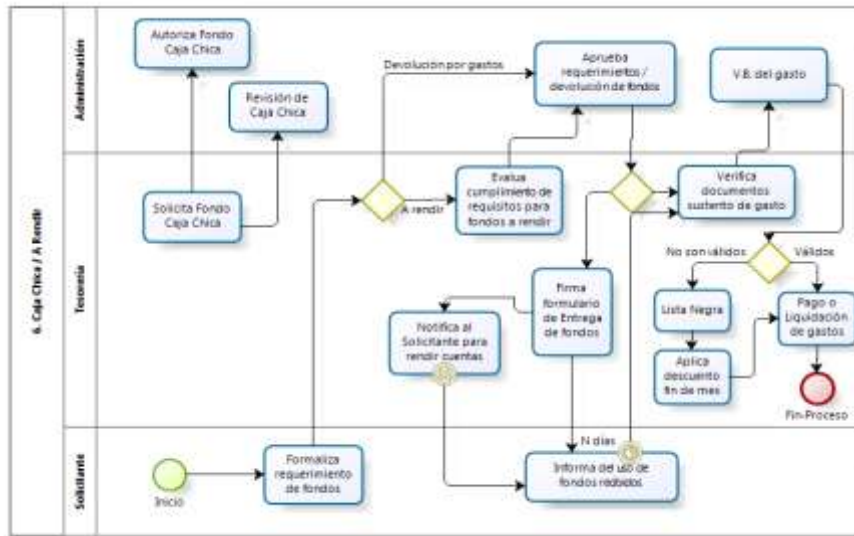 6. Caja Chica / A Rendir
Administración
Autoriza Fondo
Caja Chica
Revisión de
Caja Chica
Devolución por gastos
Aprueba
requerimientos /
devolución de fondos
V.B. del gasto
Tesorería
Solicita Fondo
Caja Chica
A rendir
Evalua
cumplimiento de
requisitos para
fondos a rendir
Verifica
documentos
sustento de gasto
No son válidos
Válidos
Notifica al
Solicitante para
rendir cuentas
Firma
formulario
de Entrega
de fondos
Lista Negra
Aplica
descuento
fin de mes
Pago o
Liquidación
de gastos
Fin-Proceso
Solicitante
Inicio
Formaliza
requerimiento
de fondos
N días
Informa del uso de
fondos recibidos